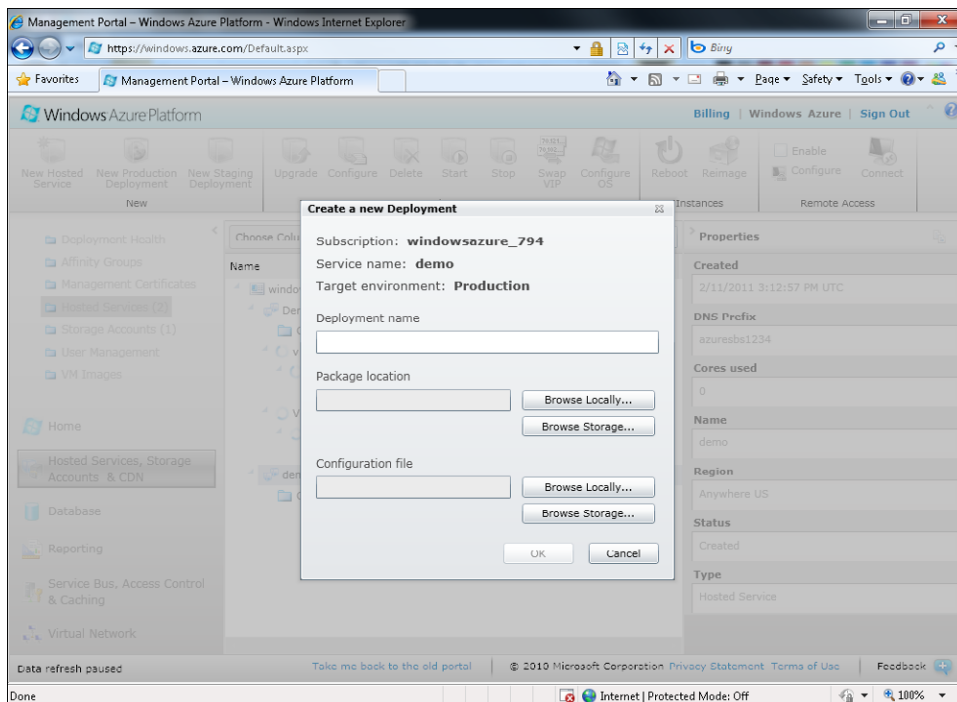 Management Portal – Windows Azure Platform - Windows Internet Explorer
https://windows.azure.com/Default.aspx
Bing
Favorites
Management Portal – Windows Azure Platform
Page
Safety
Tools
Windows Azure Platform
Billing | Windows Azure | Sign Out
New Hosted Service
New Production Deployment
New Staging Deployment
Upgrade
Configure
Delete
Start
Stop
Swap VIP
Configure OS
Reboot
Reimage
Enable
Configure
Connect
New
Instances
Remote Access
Deployment Health
Affinity Groups
Management Certificates
Hosted Services (2)
Storage Accounts (1)
User Management
VM Images
Home
Hosted Services, Storage Accounts & CDN
Database
Reporting
Service Bus, Access Control & Caching
Virtual Network
Choose Colu
Name
windo
Der
v
V
den
Create a new Deployment
Subscription: windowsazure_794
Service name: demo
Target environment: Production
Deployment name
Package location
Browse Locally...
Browse Storage...
Configuration file
Browse Locally...
Browse Storage...
OK
Cancel
Properties
Created
2/11/2011 3:12:57 PM UTC
DNS Prefix
azuresbs1234
Cores used
0
Name
demo
Region
Anywhere US
Status
Created
Type
Hosted Service
Data refresh paused
Take me back to the old portal
© 2010 Microsoft Corporation Privacy Statement Terms of Use
Feedback
Done
Internet | Protected Mode: Off
100%